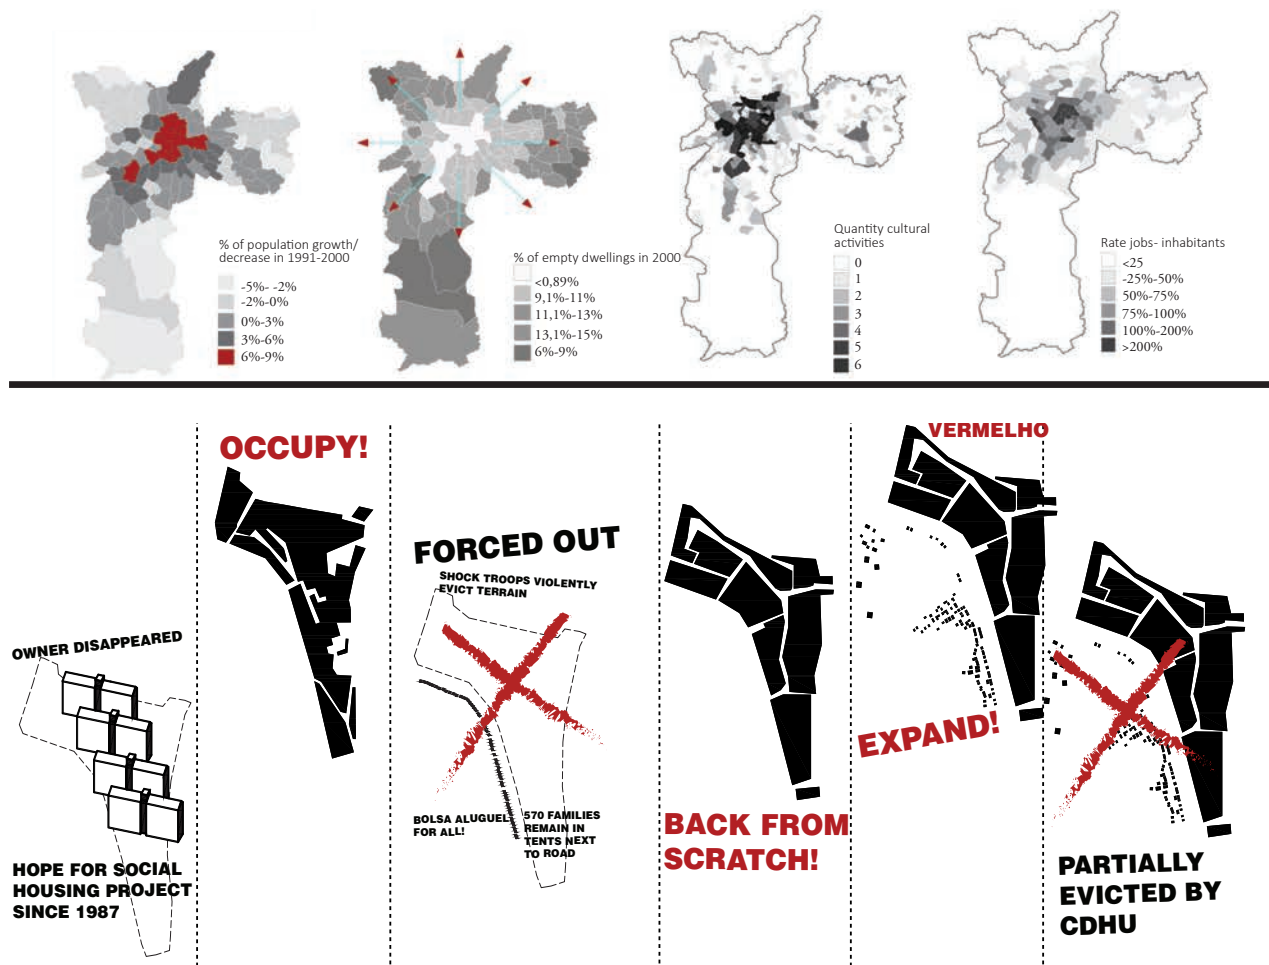 % of population growth/
decrease in 1991-2000
-5%- -2%
-2%-0%
0%-3%
3%-6%
6%-9%
% of empty dwellings in 2000
<0,89%
9,1%-11%
11,1%-13%
13,1%-15%
6%-9%
Quantity cultural
activities
0
1
2
3
4
5
6
Rate jobs- inhabitants
<25
-25%-50%
50%-75%
75%-100%
100%-200%
>200%
OWNER DISAPPEARED
HOPE FOR SOCIAL
HOUSING PROJECT
SINCE 1987
OCCUPY!
FORCED OUT
SHOCK TROOPS VIOLENTLY
EVICT TERRAIN
BOLSA ALUGUEL
FOR ALL!
570 FAMILIES
REMAIN IN
TENTS NEXT
TO ROAD
BACK FROM
SCRATCH!
VERMELHO
EXPAND!
PARTIALLY
EVICTED BY
CDHU